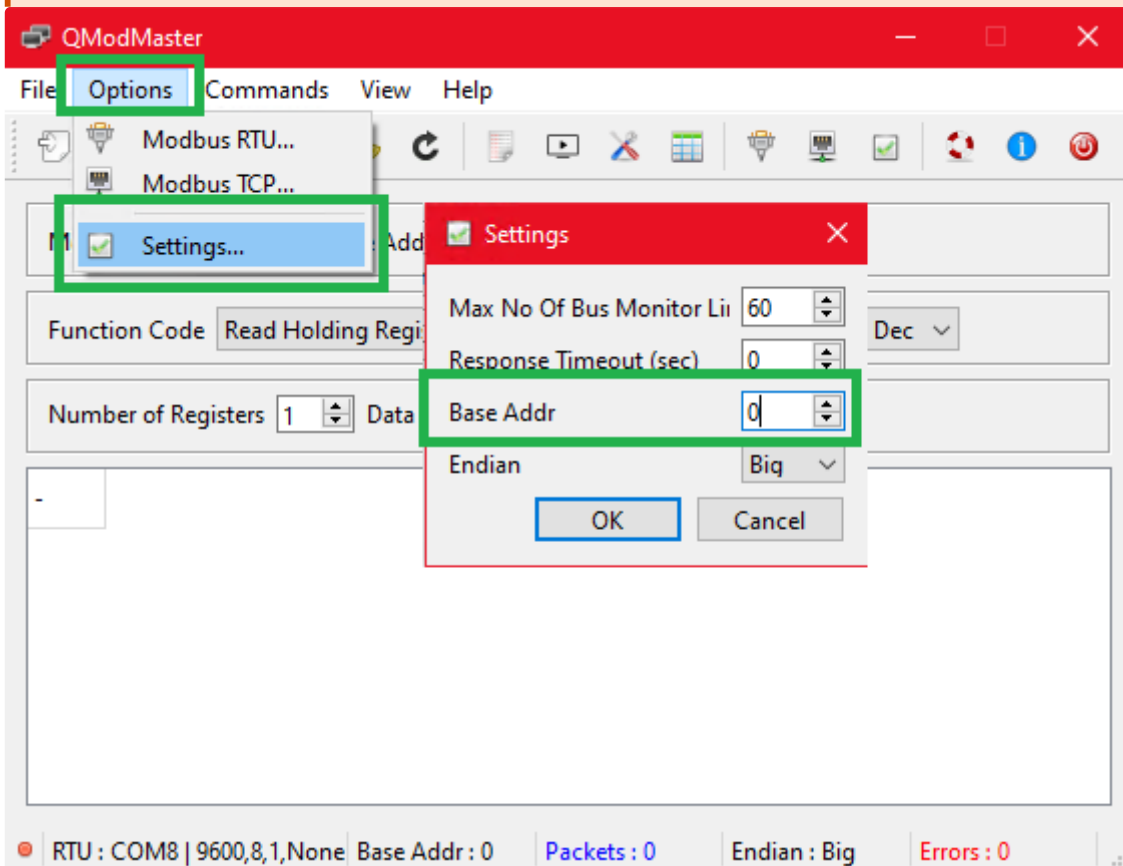 QModMaster
File Options Commands View Help
Modbus RTU...
Modbus TCP...
Settings...
Settings
Max No Of Bus Monitor Lin 60
Function Code Read Holding Regi Dec
Response Timeout (sec) 0
Number of Registers 1 Data
Base Addr 0
Endian Big
-
OK Cancel
RTU : COM8 | 9600,8,1,None Base Addr : 0 Packets : 0 Endian : Big Errors : 0